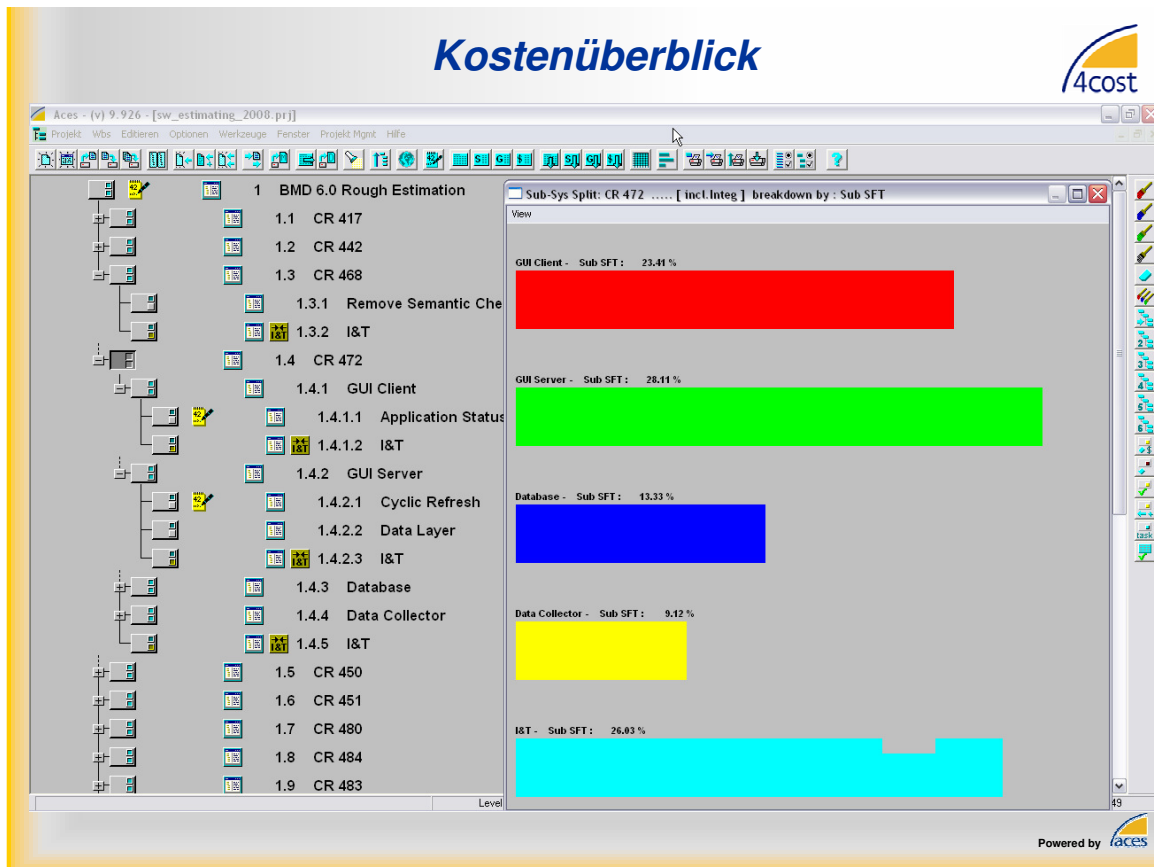 Kostenüberblick
4cost
Aces - (v) 9.926 - [sw_estimating_2008.prj]
Projekt Wbs Editieren Optionen Werkzeuge Fenster Projekt Mgmt Hilfe
1 BMD 6.0 Rough Estimation
1.1 CR 417
1.2 CR 442
1.3 CR 468
1.3.1 Remove Semantic Che
I&T 1.3.2 I&T
1.4 CR 472
1.4.1 GUI Client
1.4.1.1 Application Status
I&T 1.4.1.2 I&T
1.4.2 GUI Server
1.4.2.1 Cyclic Refresh
1.4.2.2 Data Layer
I&T 1.4.2.3 I&T
1.4.3 Database
1.4.4 Data Collector
I&T 1.4.5 I&T
1.5 CR 450
1.6 CR 451
1.7 CR 480
1.8 CR 484
1.9 CR 483
Sub-Sys Split: CR 472 ..... [ incl.Integ ] breakdown by : Sub SFT
View
GUI Client - Sub SFT : 23.41 %
GUI Server - Sub SFT : 28.11 %
Database - Sub SFT : 13.33 %
Data Collector - Sub SFT : 9.12 %
I&T - Sub SFT : 26.03 %
2
3
4
5
6
task
Level
49
Powered by aces